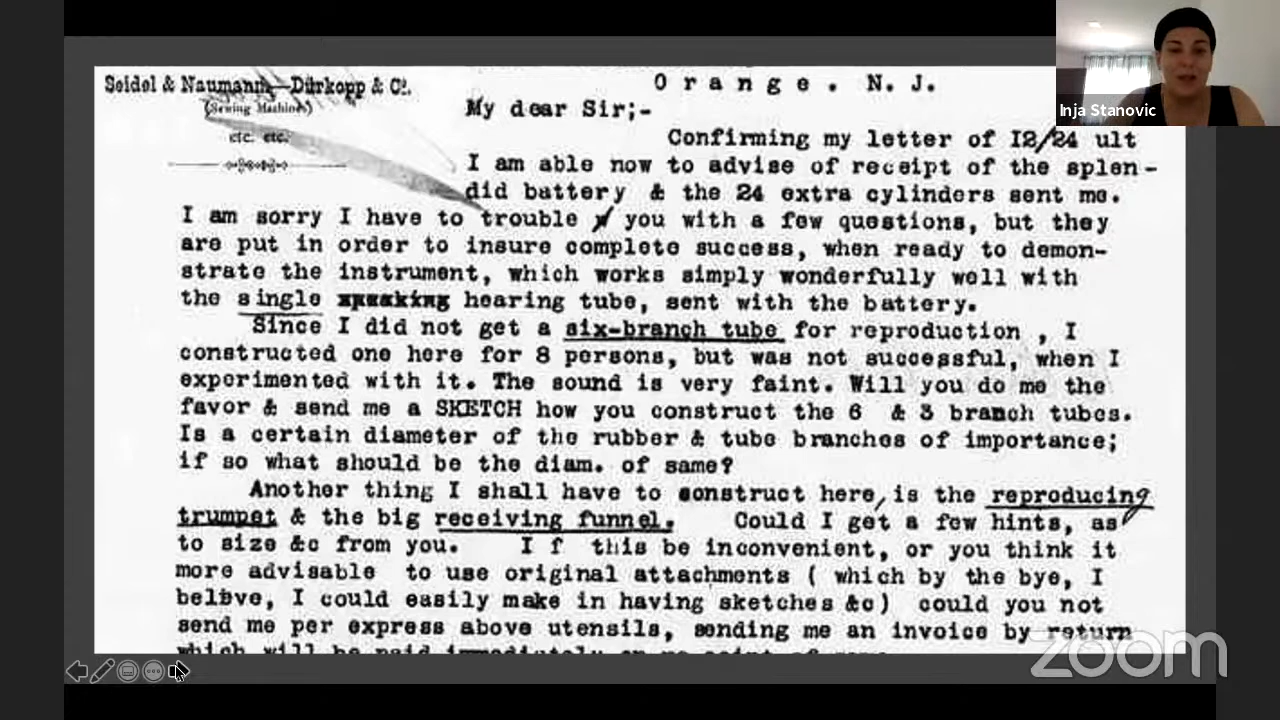 Seidel & Naumann—Dürkopp & Co.
(Sewing Machines)
etc. etc.
Orange. N. J.
My dear Sir;-
Confirming my letter of I2/24 ult
I am able now to advise of receipt of the splen-
did battery & the 24 extra cylinders sent me.
I am sorry I have to trouble you with a few questions, but they
are put in order to insure complete success, when ready to demon-
strate the instrument, which works simply wonderfully well with
the single hearing tube, sent with the battery.
Since I did not get a six-branch tube for reproduction , I
constructed one here for 8 persons, but was not successful, when I
experimented with it. The sound is very faint. Will you do me the
favor & send me a SKETCH how you construct the 6 & 3 branch tubes.
Is a certain diameter of the rubber & tube branches of importance;
if so what should be the diam. of same?
Another thing I shall have to construct here, is the reproducing
trumpet & the big receiving funnel. Could I get a few hints, as
to size &c from you. I f this be inconvenient, or you think it
more advisable to use original attachments ( which by the bye, I
believe, I could easily make in having sketches &c) could you not
send me per express above utensils, sending me an invoice by return
which will be paid immediately on
Inja Stanovic
zoom